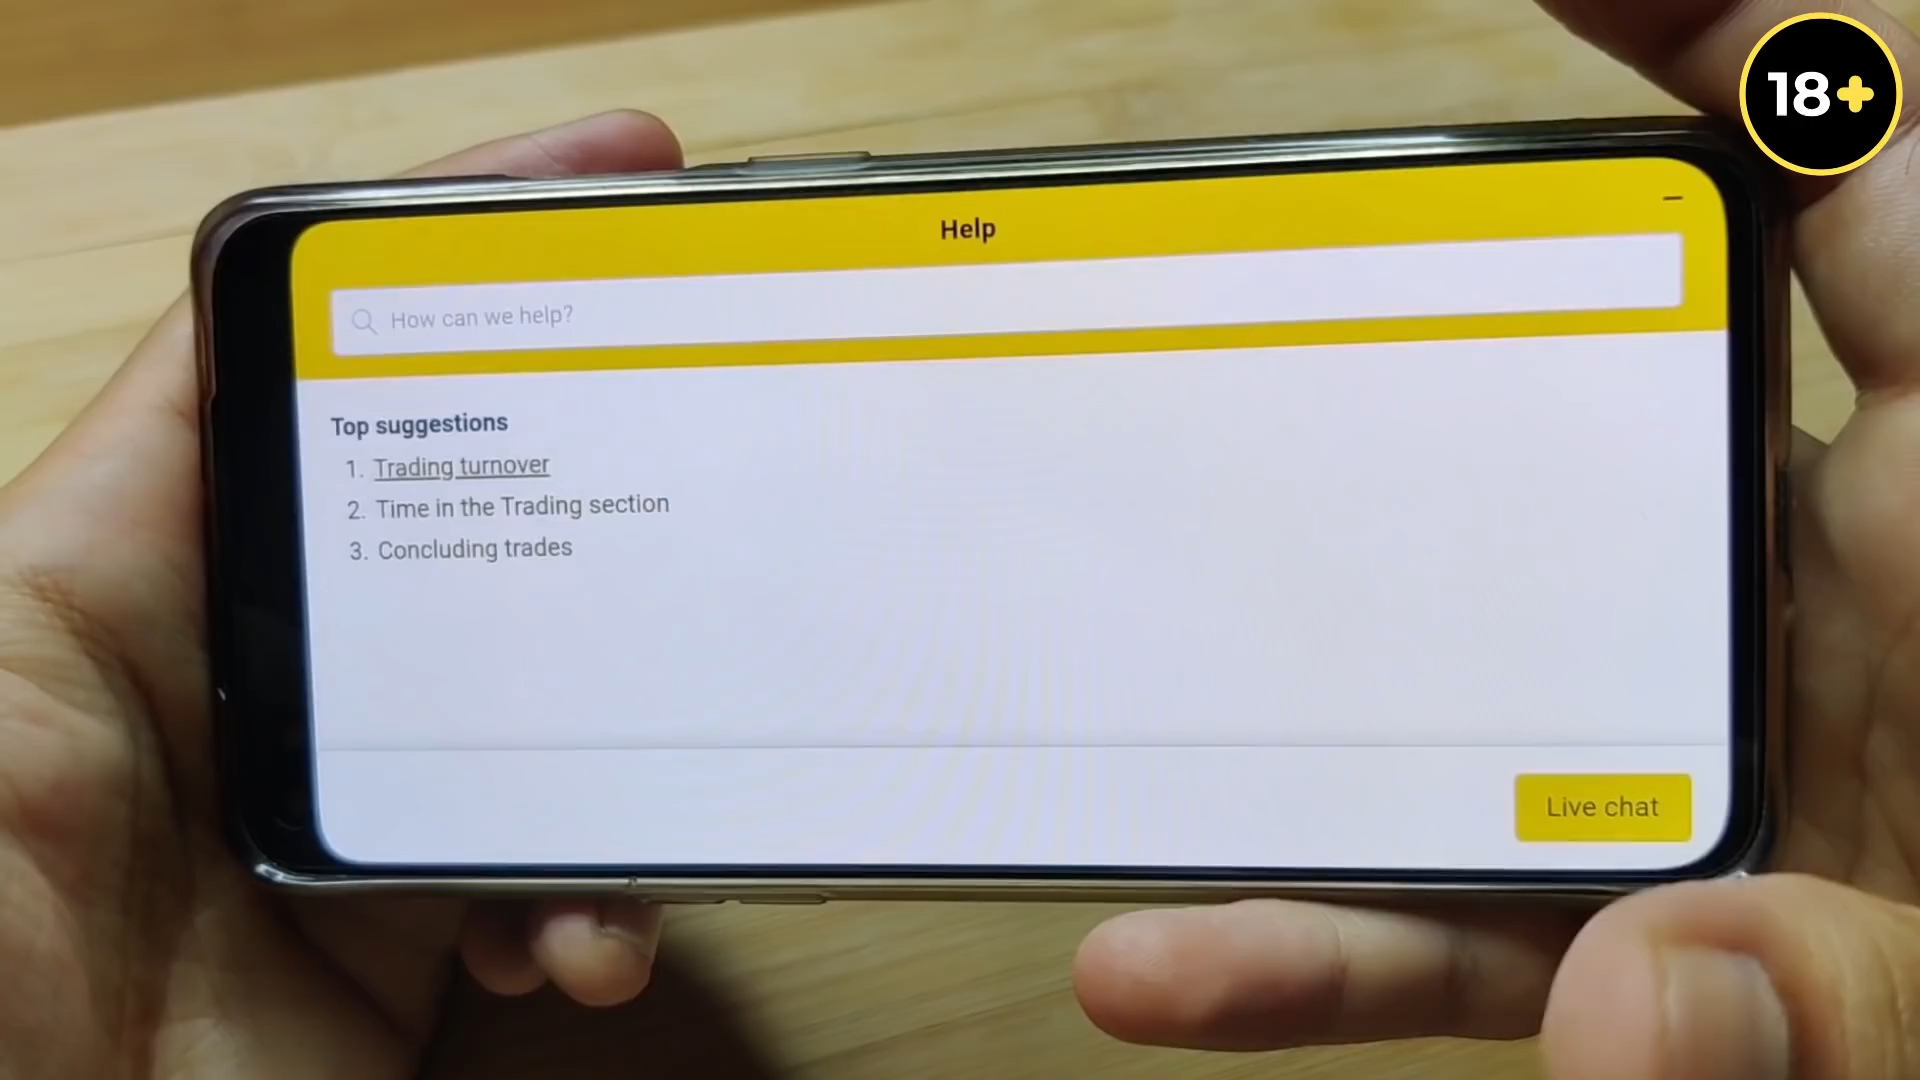 18+
Help
How can we help?
Top suggestions
1. Trading turnover
2. Time in the Trading section
3. Concluding trades
Live chat